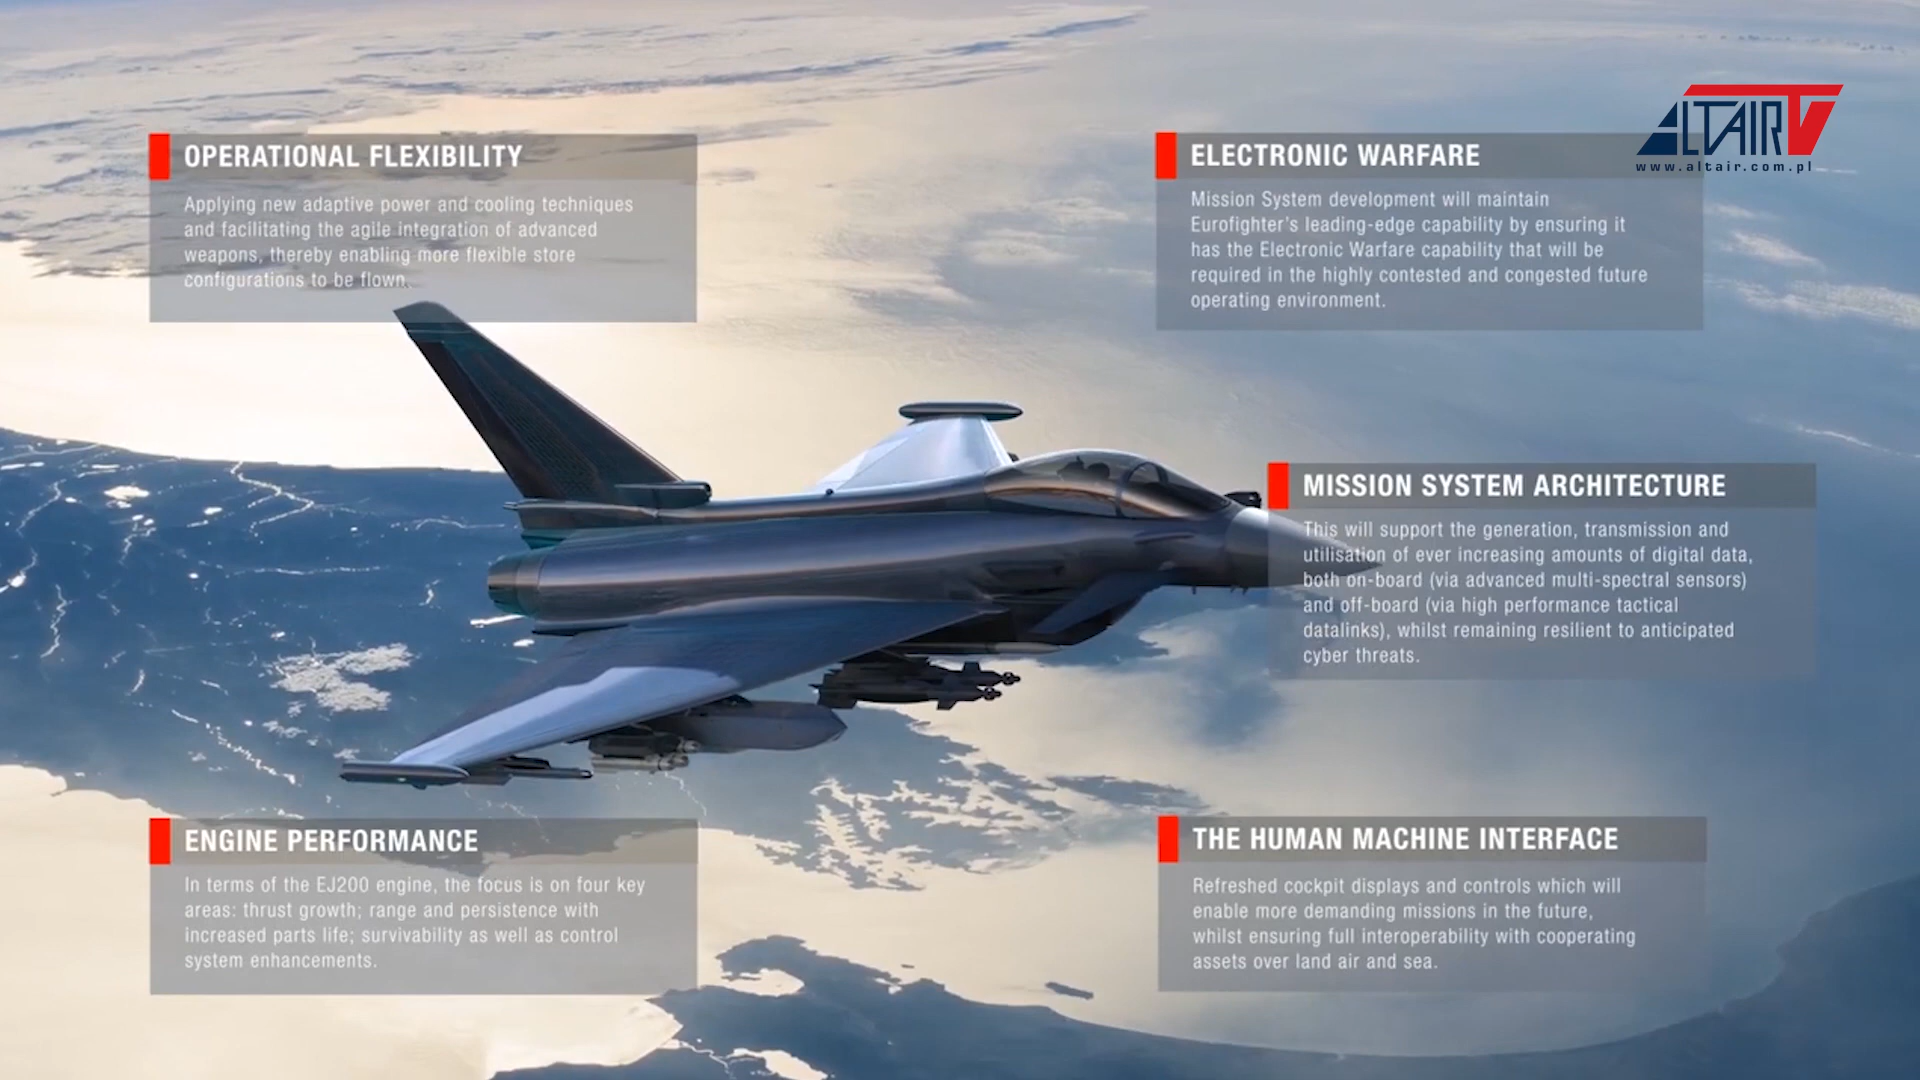 ALTAIR TV
www.altair.com.pl
OPERATIONAL FLEXIBILITY
Applying new adaptive power and cooling techniques
and facilitating the agile integration of advanced
weapons, thereby enabling more flexible store
configurations to be flown.
ELECTRONIC WARFARE
Mission System development will maintain
Eurofighter's leading-edge capability by ensuring it
has the Electronic Warfare capability that will be
required in the highly contested and congested future
operating environment.
MISSION SYSTEM ARCHITECTURE
This will support the generation, transmission and
utilisation of ever increasing amounts of digital data,
both on-board (via advanced multi-spectral sensors)
and off-board (via high performance tactical
datalinks), whilst remaining resilient to anticipated
cyber threats.
ENGINE PERFORMANCE
In terms of the EJ200 engine, the focus is on four key
areas: thrust growth; range and persistence with
increased parts life; survivability as well as control
system enhancements.
THE HUMAN MACHINE INTERFACE
Refreshed cockpit displays and controls which will
enable more demanding missions in the future,
whilst ensuring full interoperability with cooperating
assets over land air and sea.